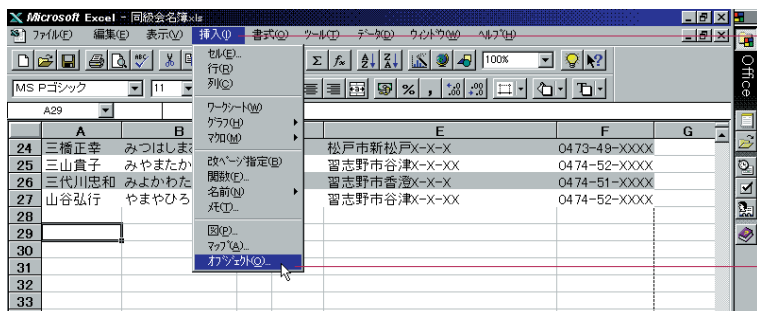 Microsoft Excel - 同級会名簿.xls
ファイル(F) 編集(E) 表示(V) 挿入(I) 書式(O) ツール(T) データ(D) ウィンドウ(W) ヘルプ(H)
100%
MS Pゴシック 11
A29
セル(E)...
行(R)
列(C)
ワークシート(W)
グラフ(H)
マクロ(M)
改ページ指定(B)
関数(F)...
名前(N)
メモ(T)...
図(P)...
マップ(A)...
オブジェクト(O)...
A B E F G
24 三橋正幸 みつはしまさ 松戸市新松戸X-X-X 0473-49-XXXX
25 三山貴子 みやまたか 習志野市谷津X-X-XX 0474-52-XXXX
26 三代川忠和 みよかわた 習志野市香澄X-X-X 0474-51-XXXX
27 山谷弘行 やまやひろ 習志野市谷津X-X-XX 0474-52-XXXX
28
29
30
31
32
33
Office